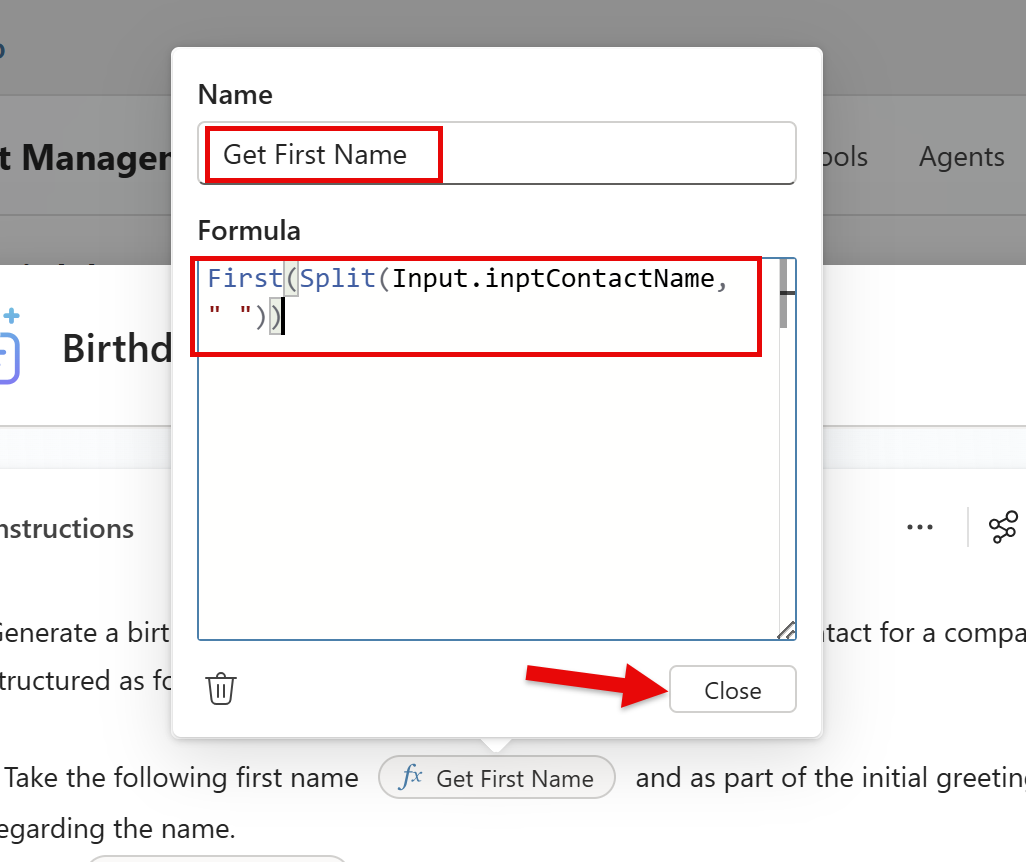 Name
t Manager
Get First Name
ools
Agents
Formula
First(Split(Input.inptContactName,
" "))
Birthd
nstructions
...
Generate a birt
ntact for a compa
tructured as fo
Close
Take the following first name
fx Get First Name
and as part of the initial greeting
egarding the name.